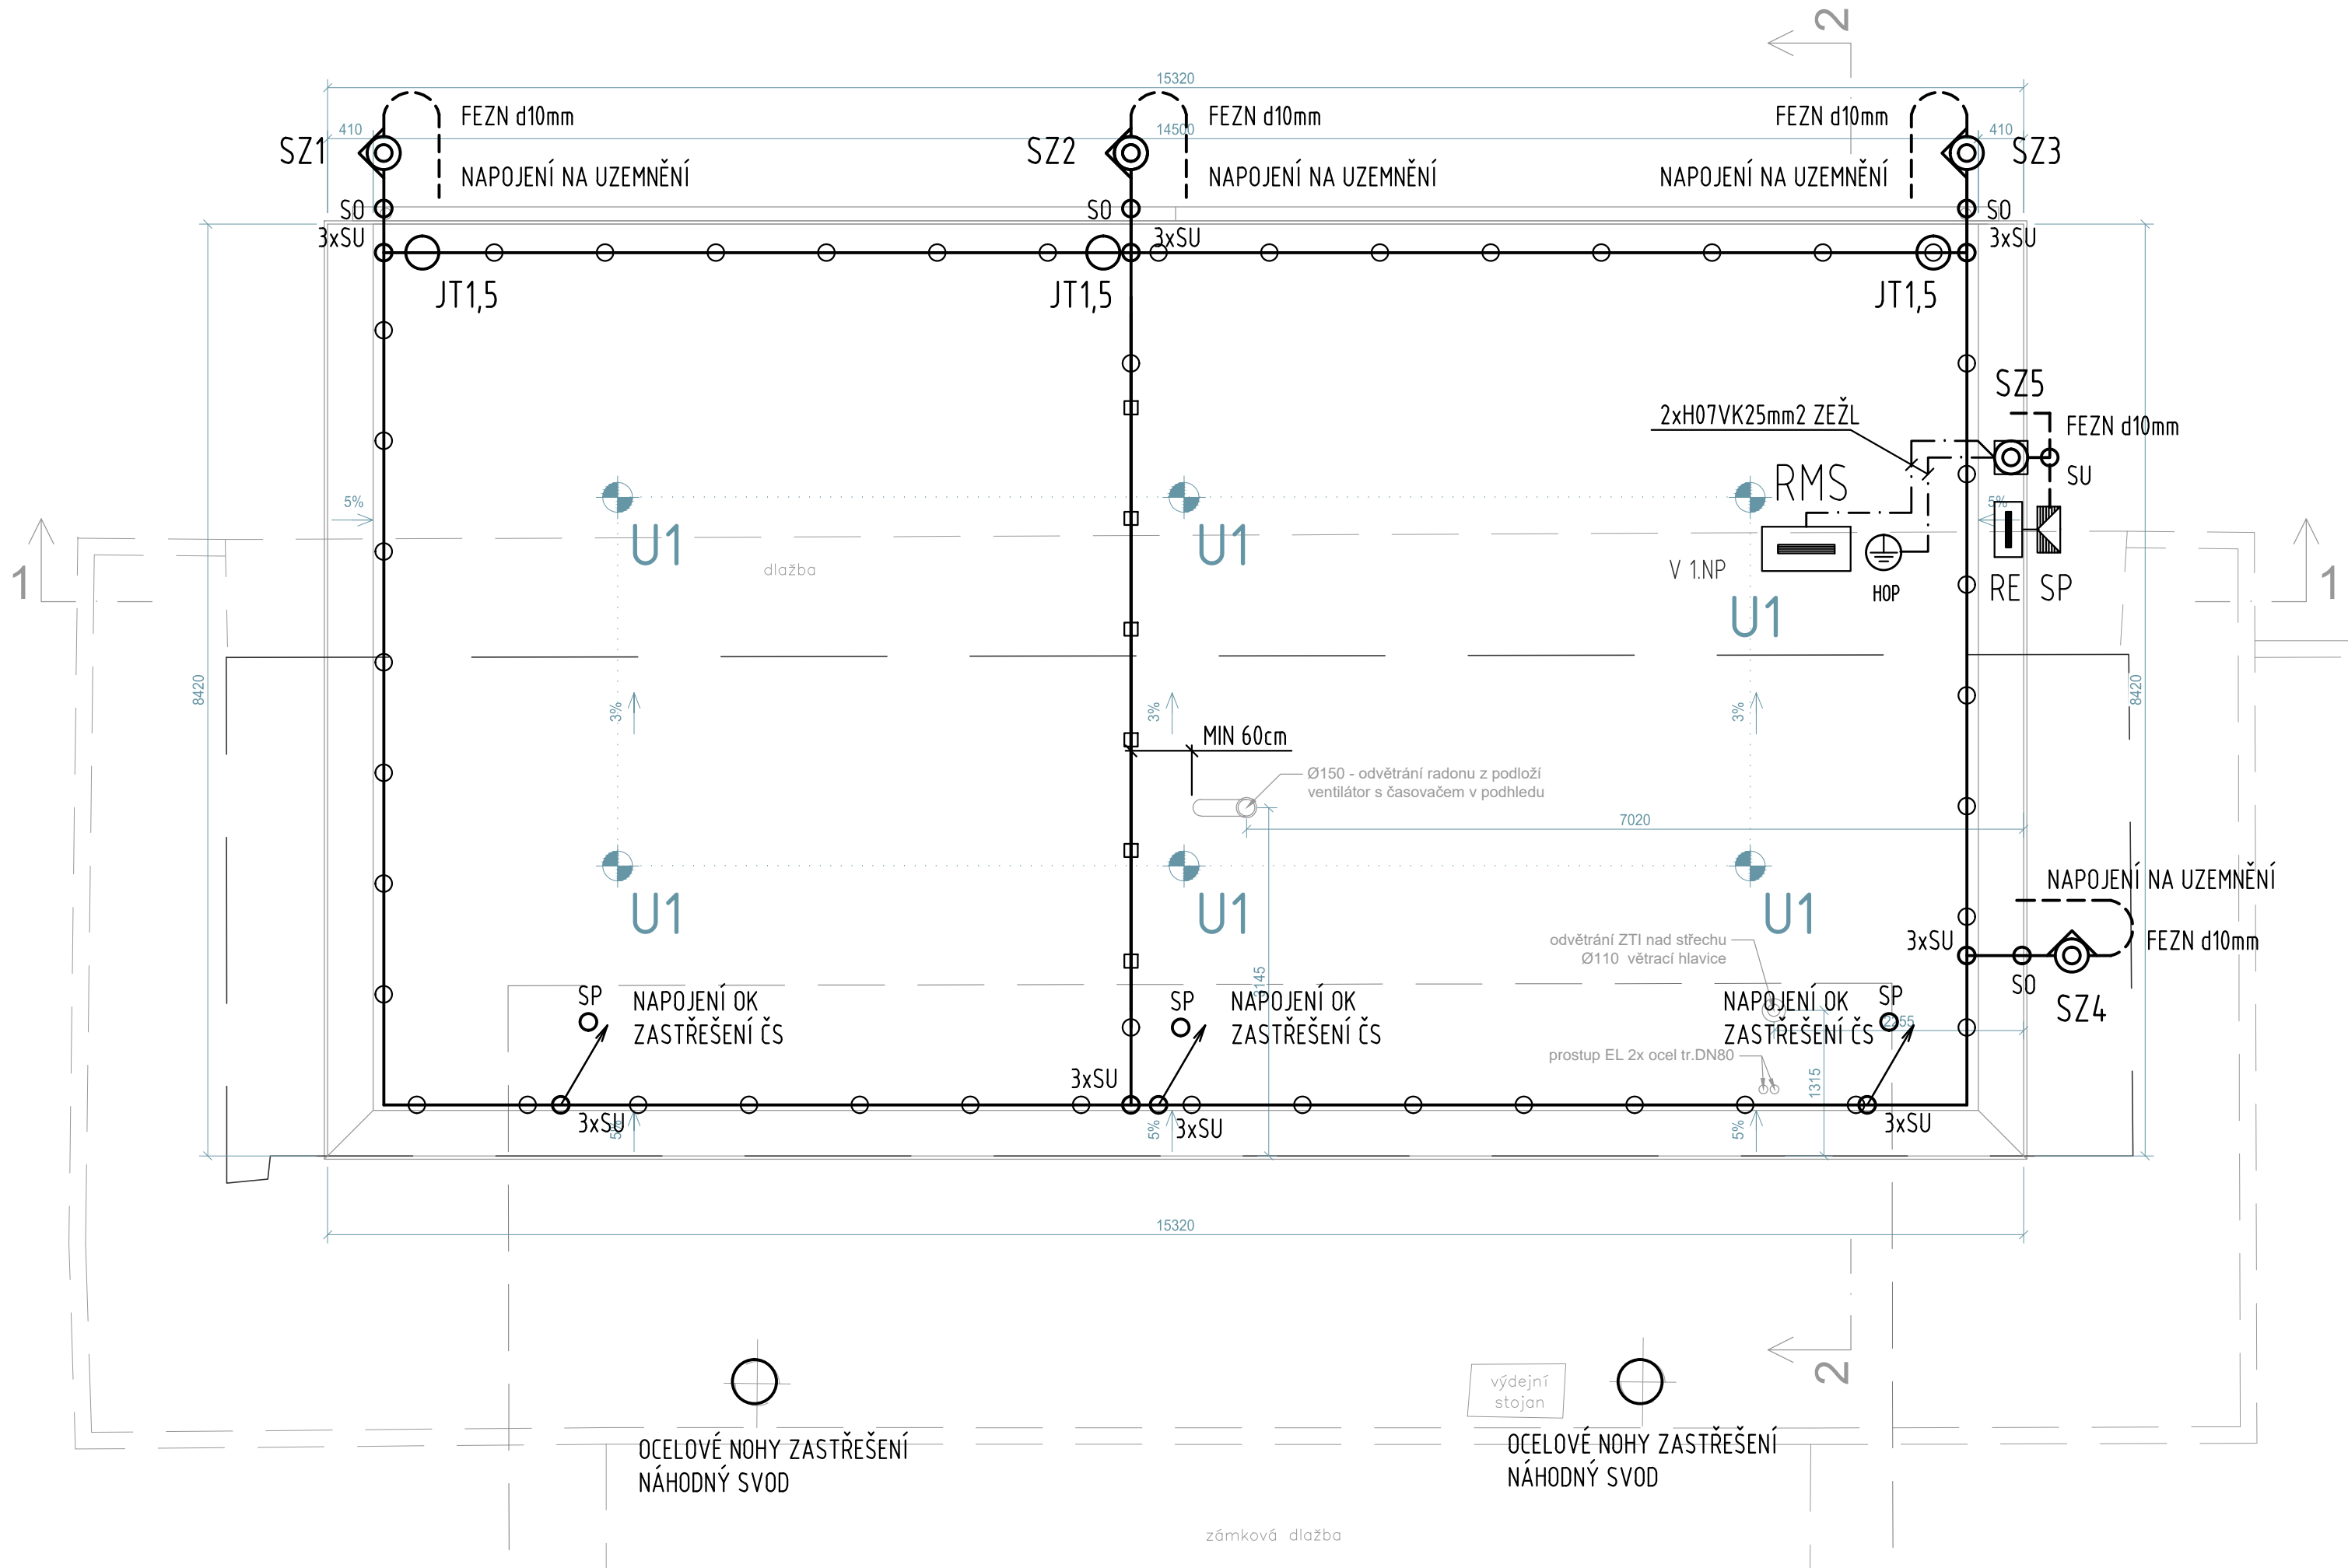 2
15320
FEZN d10mm
FEZN d10mm
FEZN d10mm
410
14500
410
SZ1
SZ2
SZ3
NAPOJENÍ NA UZEMNĚNÍ
NAPOJENÍ NA UZEMNĚNÍ
NAPOJENÍ NA UZEMNĚNÍ
SO
SO
SO
3xSU
3xSU
3xSU
JT1,5
JT1,5
JT1,5
SZ5
2xH07VK25mm2 ZEŽL
FEZN d10mm
SU
RMS
5%
5%
U1
U1
dlažba
V 1.NP
HOP
RE
SP
1
1
U1
8420
8420
3%
3%
3%
MIN 60cm
Ø150 - odvětrání radonu z podloží
ventilátor s časovačem v podhledu
7020
U1
U1
U1
NAPOJENÍ NA UZEMNĚNÍ
FEZN d10mm
3xSU
SO
SZ4
odvětrání ZTI nad střechu
Ø110 větrací hlavice
3145
SP
NAPOJENÍ OK
ZASTŘEŠENÍ ČS
SP
NAPOJENÍ OK
ZASTŘEŠENÍ ČS
SP
NAPOJENÍ OK
ZASTŘEŠENÍ ČS
2255
prostup EL 2x ocel tr.DN80
1315
3xSU
3xSU
3xSU
3xSU
5%
5%
5%
15320
2
výdejní
stojan
OCELOVÉ NOHY ZASTŘEŠENÍ
NÁHODNÝ SVOD
OCELOVÉ NOHY ZASTŘEŠENÍ
NÁHODNÝ SVOD
zámková dlažba